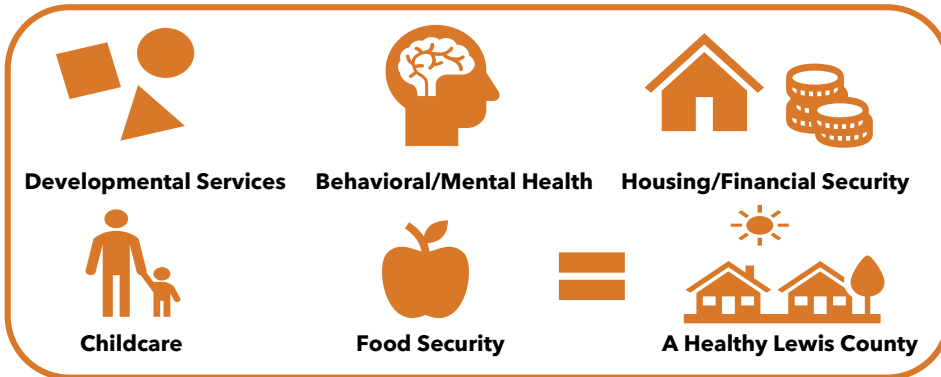 Developmental Services
Behavioral/Mental Health
Housing/Financial Security
Childcare
Food Security
A Healthy Lewis County